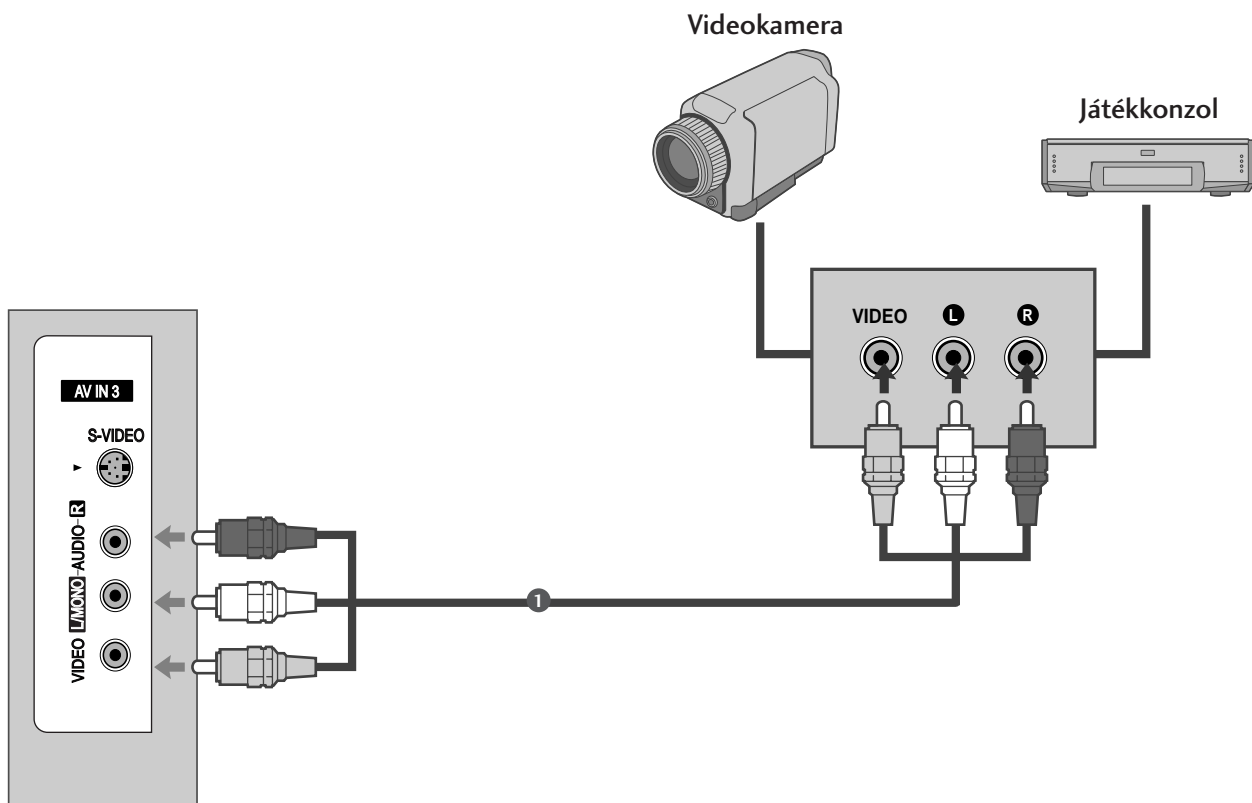 Videokamera
Játékkonzol
VIDEO L R
AV IN 3
S-VIDEO
VIDEO L/MONO-AUDIO-R
1